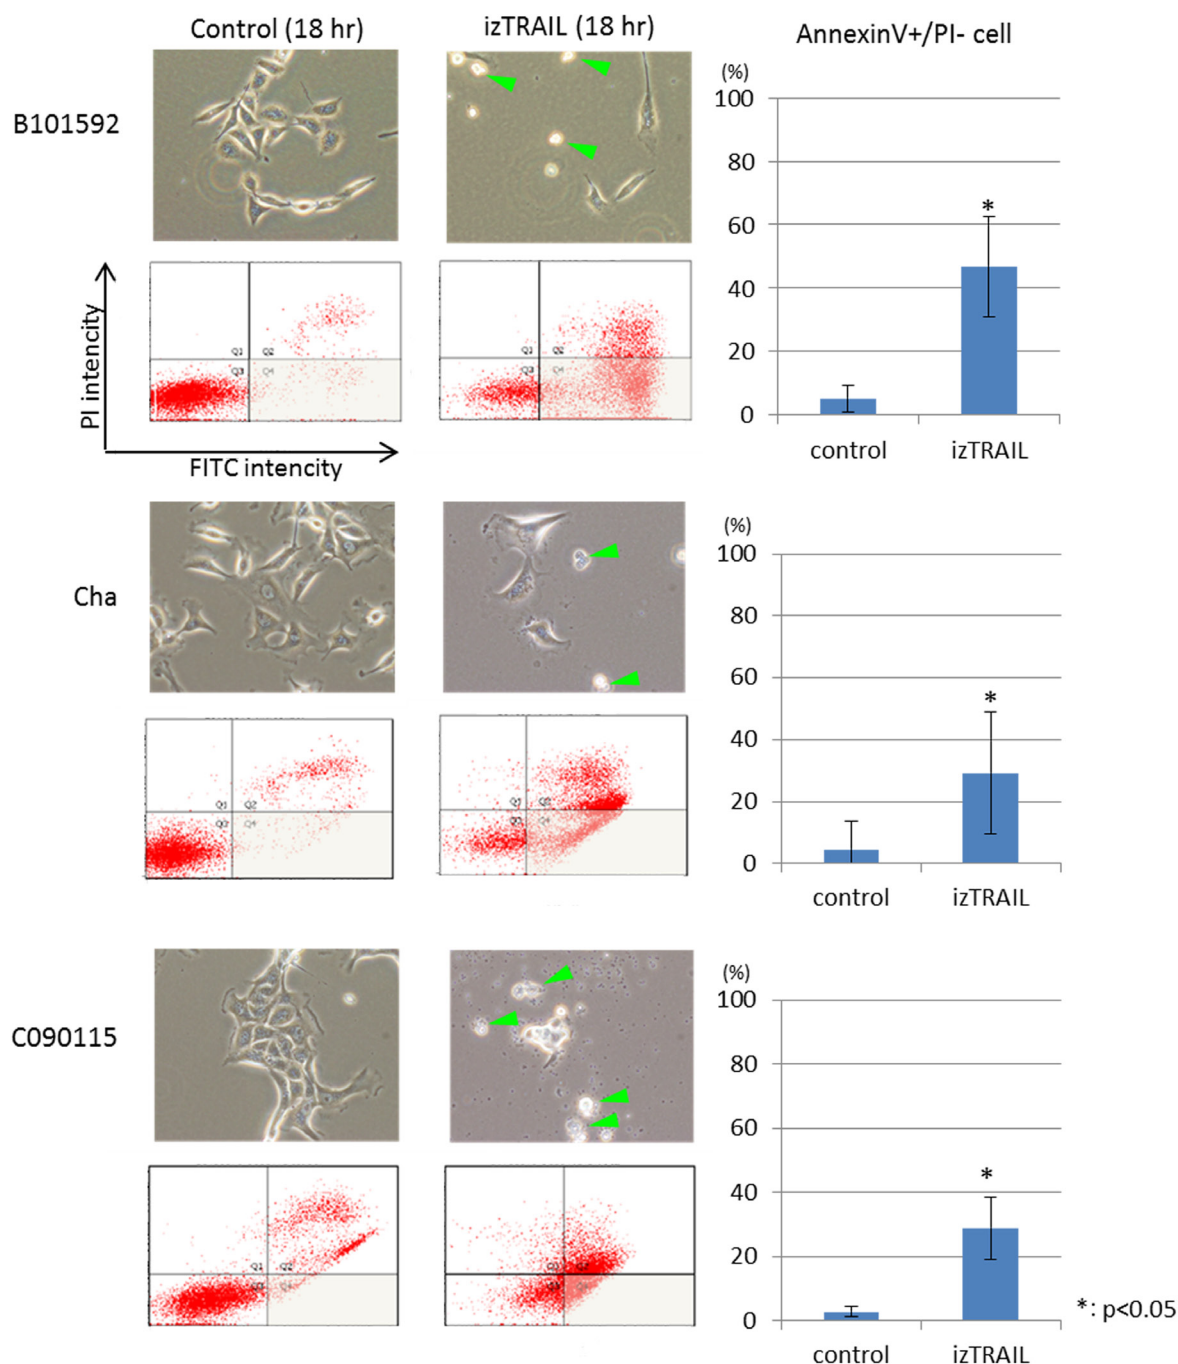 Control (18 hr)
izTRAIL (18 hr)
AnnexinV+/PI- cell
B101592
PI intencity
FITC intencity
(%)
100
80
60
40
20
0
*
control
izTRAIL
Cha
(%)
100
80
60
40
20
0
*
control
izTRAIL
C090115
Q1
Q2
(%)
100
80
60
40
20
0
*
control
izTRAIL
*: p<0.05